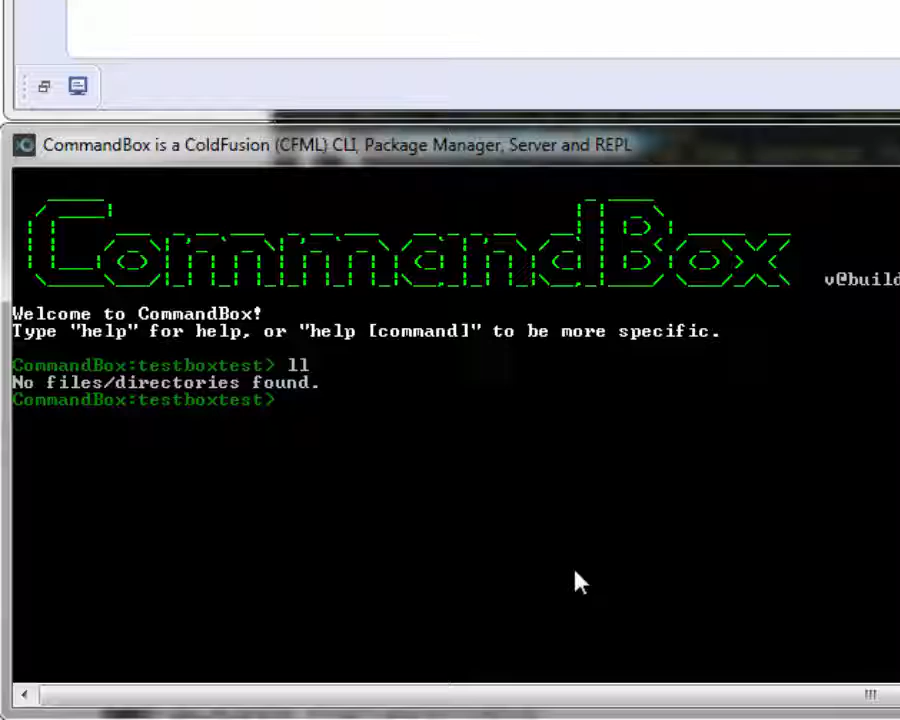 CommandBox is a ColdFusion (CFML) CLI, Package Manager, Server and REPL
CommandBox
v@build
Welcome to CommandBox!
Type "help" for help, or "help [command]" to be more specific.
CommandBox:testboxtest> ll
No files/directories found.
CommandBox:testboxtest>